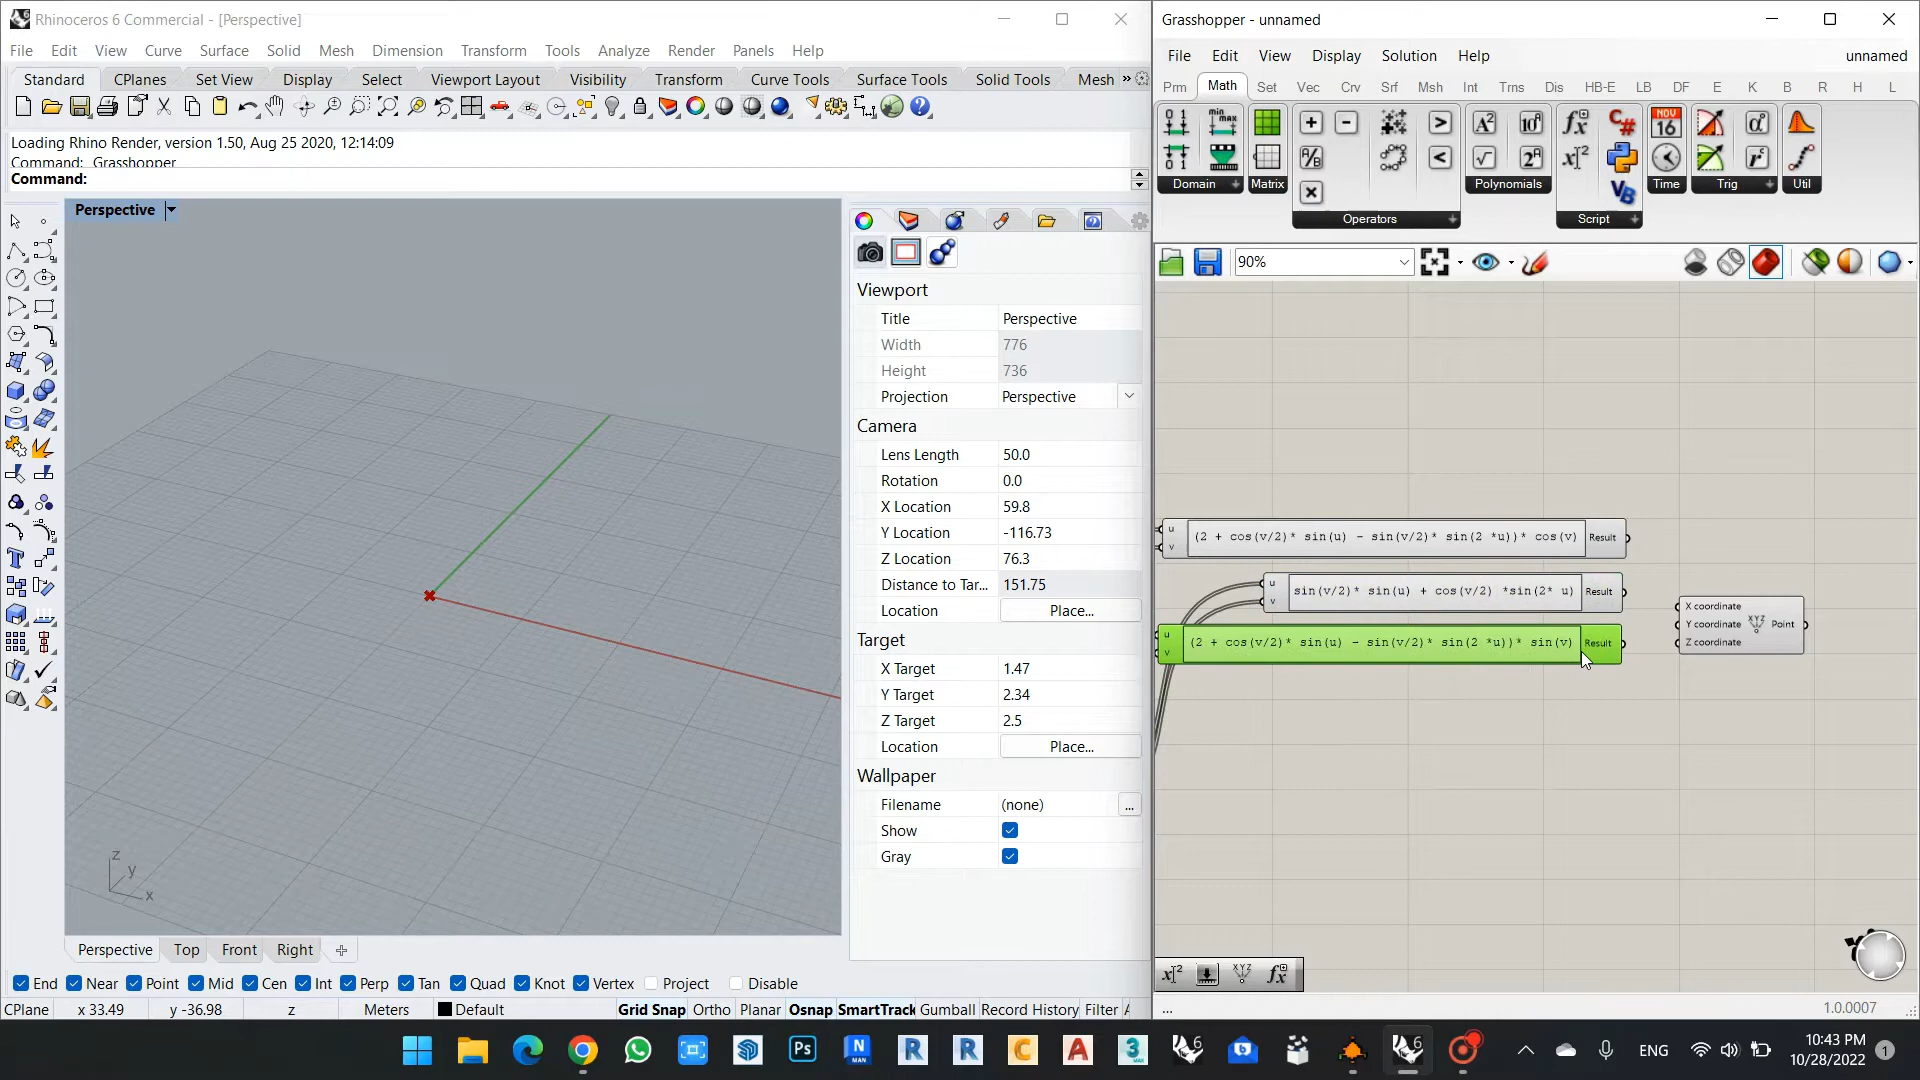 Rhinoceros 6 Commercial - [Perspective]
File Edit View Curve Surface Solid Mesh Dimension Transform Tools Analyze Render Panels Help
Standard CPlanes Set View Display Select Viewport Layout Visibility Transform Curve Tools Surface Tools Solid Tools Mesh »
Loading Rhino Render, version 1.50, Aug 25 2020, 12:14:09
Command: _Grasshopper
Command:
Perspective
Viewport
Title Perspective
Width 776
Height 736
Projection Perspective
Camera
Lens Length 50.0
Rotation 0.0
X Location 59.8
Y Location -116.73
Z Location 76.3
Distance to Tar... 151.75
Location Place...
Target
X Target 1.47
Y Target 2.34
Z Target 2.5
Location Place...
Wallpaper
Filename (none) ...
Show
Gray
z
y
x
Perspective Top Front Right
End Near Point Mid Cen Int Perp Tan Quad Knot Vertex Project Disable
CPlane x 33.49 y -36.98 z Meters Default Grid Snap Ortho Planar Osnap SmartTrack Gumball Record History Filter
Grasshopper - unnamed
File Edit View Display Solution Help unnamed
Prm Math Set Vec Crv Srf Msh Int Trns Dis HB-E LB DF E K B R H L
Domain Matrix Operators Polynomials Script Time Trig Util
90%
u
v
(2 + cos(v/2)* sin(u) - sin(v/2)* sin(2 *u))* cos(v) Result
u
v
sin(v/2)* sin(u) + cos(v/2) *sin(2* u) Result
u
v
(2 + cos(v/2)* sin(u) - sin(v/2)* sin(2 *u))* sin(v) Result
X coordinate
Y coordinate XYZ Point
Z coordinate
... 1.0.0007
ENG
10:43 PM
10/28/2022
1